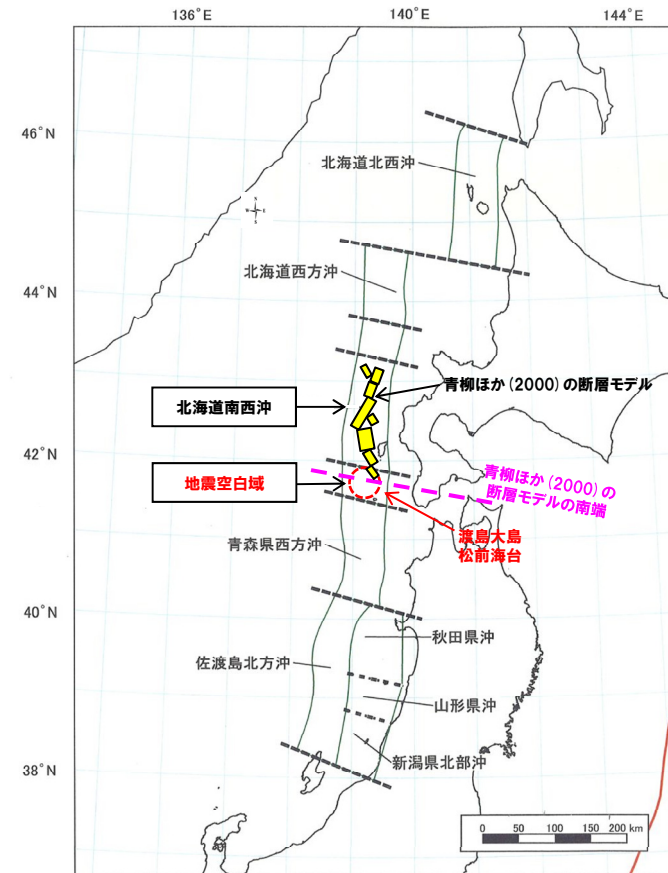 136°E
140°E
144°E
46°N
北海道北西沖
N
W
E
S
北海道西方沖
44°N
青柳ほか(2000)の断層モデル
北海道南西沖
42°N
地震空白域
青柳ほか(2000)の
断層モデルの南端
渡島大島
松前海台
青森県西方沖
40°N
秋田県沖
佐渡島北方沖
山形県沖
新潟県北部沖
38°N
0 50 100 150 200 km